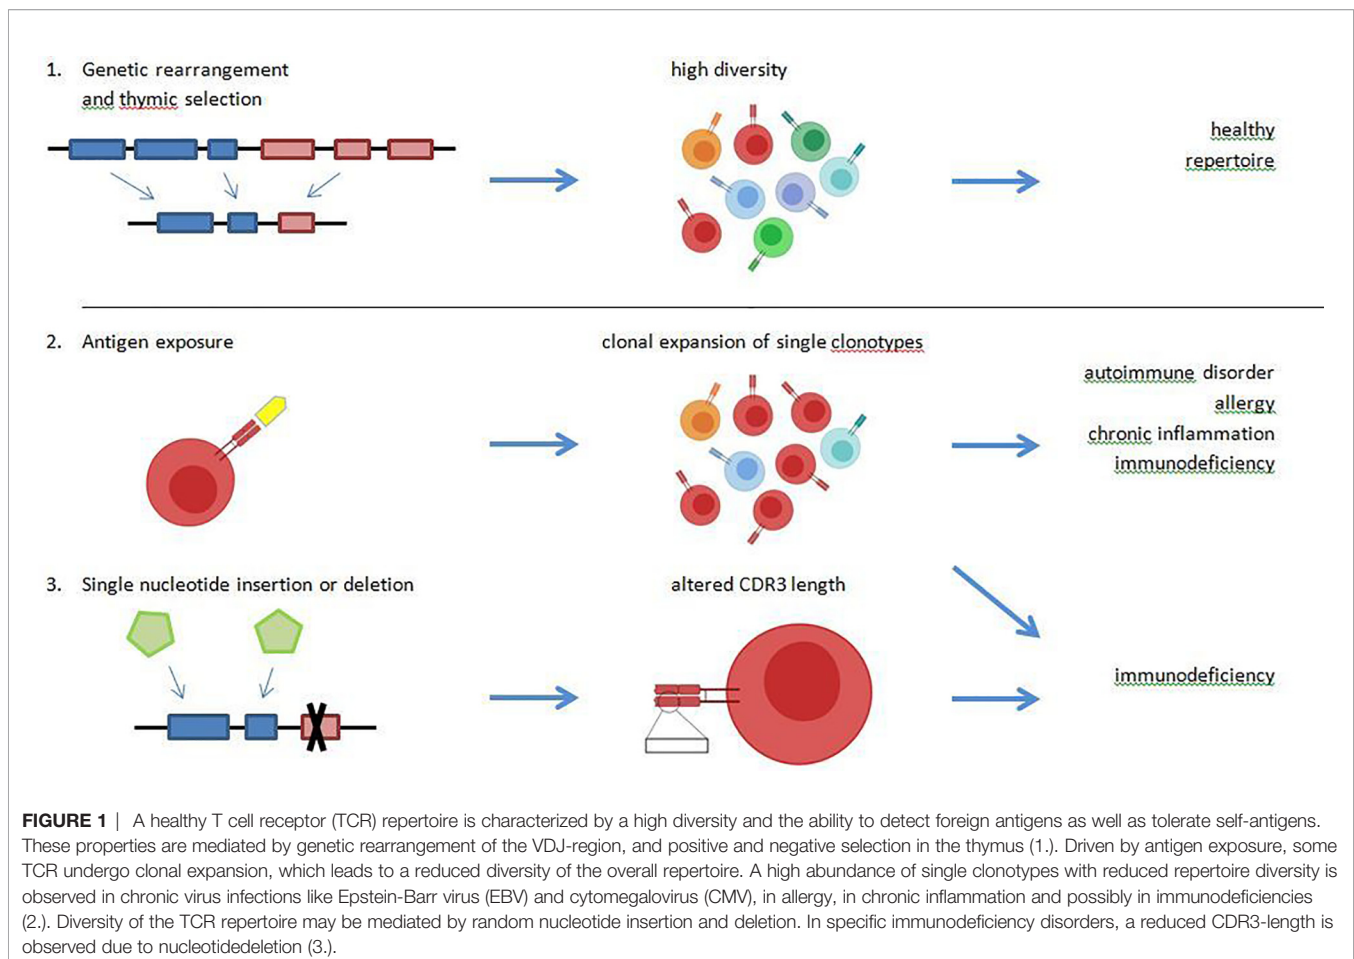 1. Genetic rearrangement
and thymic selection
high diversity
healthy
repertoire
2. Antigen exposure
clonal expansion of single clonotypes
autoimmune disorder
allergy
chronic inflammation
immunodeficiency
3. Single nucleotide insertion or deletion
altered CDR3 length
immunodeficiency
FIGURE 1 | A healthy T cell receptor (TCR) repertoire is characterized by a high diversity and the ability to detect foreign antigens as well as tolerate self-antigens.
These properties are mediated by genetic rearrangement of the VDJ-region, and positive and negative selection in the thymus (1.). Driven by antigen exposure, some
TCR undergo clonal expansion, which leads to a reduced diversity of the overall repertoire. A high abundance of single clonotypes with reduced repertoire diversity is
observed in chronic virus infections like Epstein-Barr virus (EBV) and cytomegalovirus (CMV), in allergy, in chronic inflammation and possibly in immunodeficiencies
(2.). Diversity of the TCR repertoire may be mediated by random nucleotide insertion and deletion. In specific immunodeficiency disorders, a reduced CDR3-length is
observed due to nucleotidedeletion (3.).